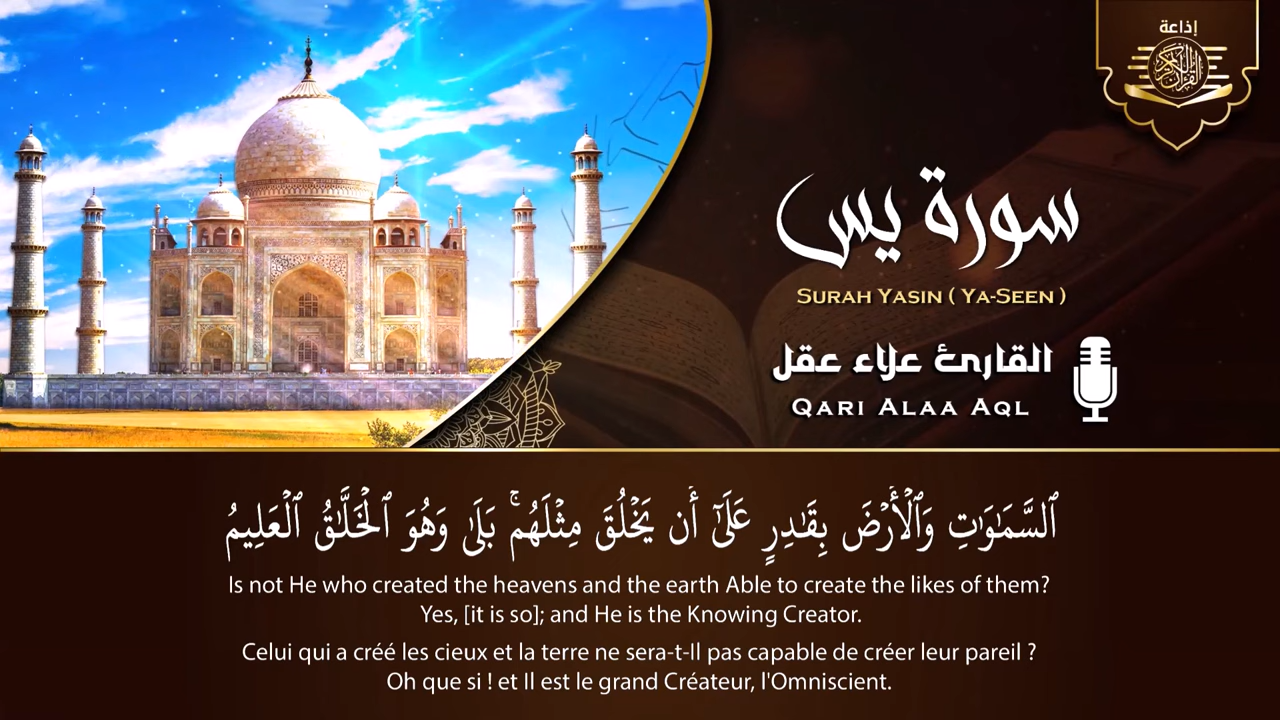 إذاعة
القرآن الكريم
سورة يس
SURAH YASIN ( YA-SEEN )
القارئ علاء عقل
QARI ALAA AQL
ٱلسَّمَٰوَٰتِ وَٱلْأَرْضَ بِقَٰدِرٍ عَلَىٰٓ أَن يَخْلُقَ مِثْلَهُم ۚ بَلَىٰ وَهُوَ ٱلْخَلَّٰقُ ٱلْعَلِيمُ
Is not He who created the heavens and the earth Able to create the likes of them?
Yes, [it is so]; and He is the Knowing Creator.
Celui qui a créé les cieux et la terre ne sera-t-Il pas capable de créer leur pareil ?
Oh que si ! et Il est le grand Créateur, l'Omniscient.